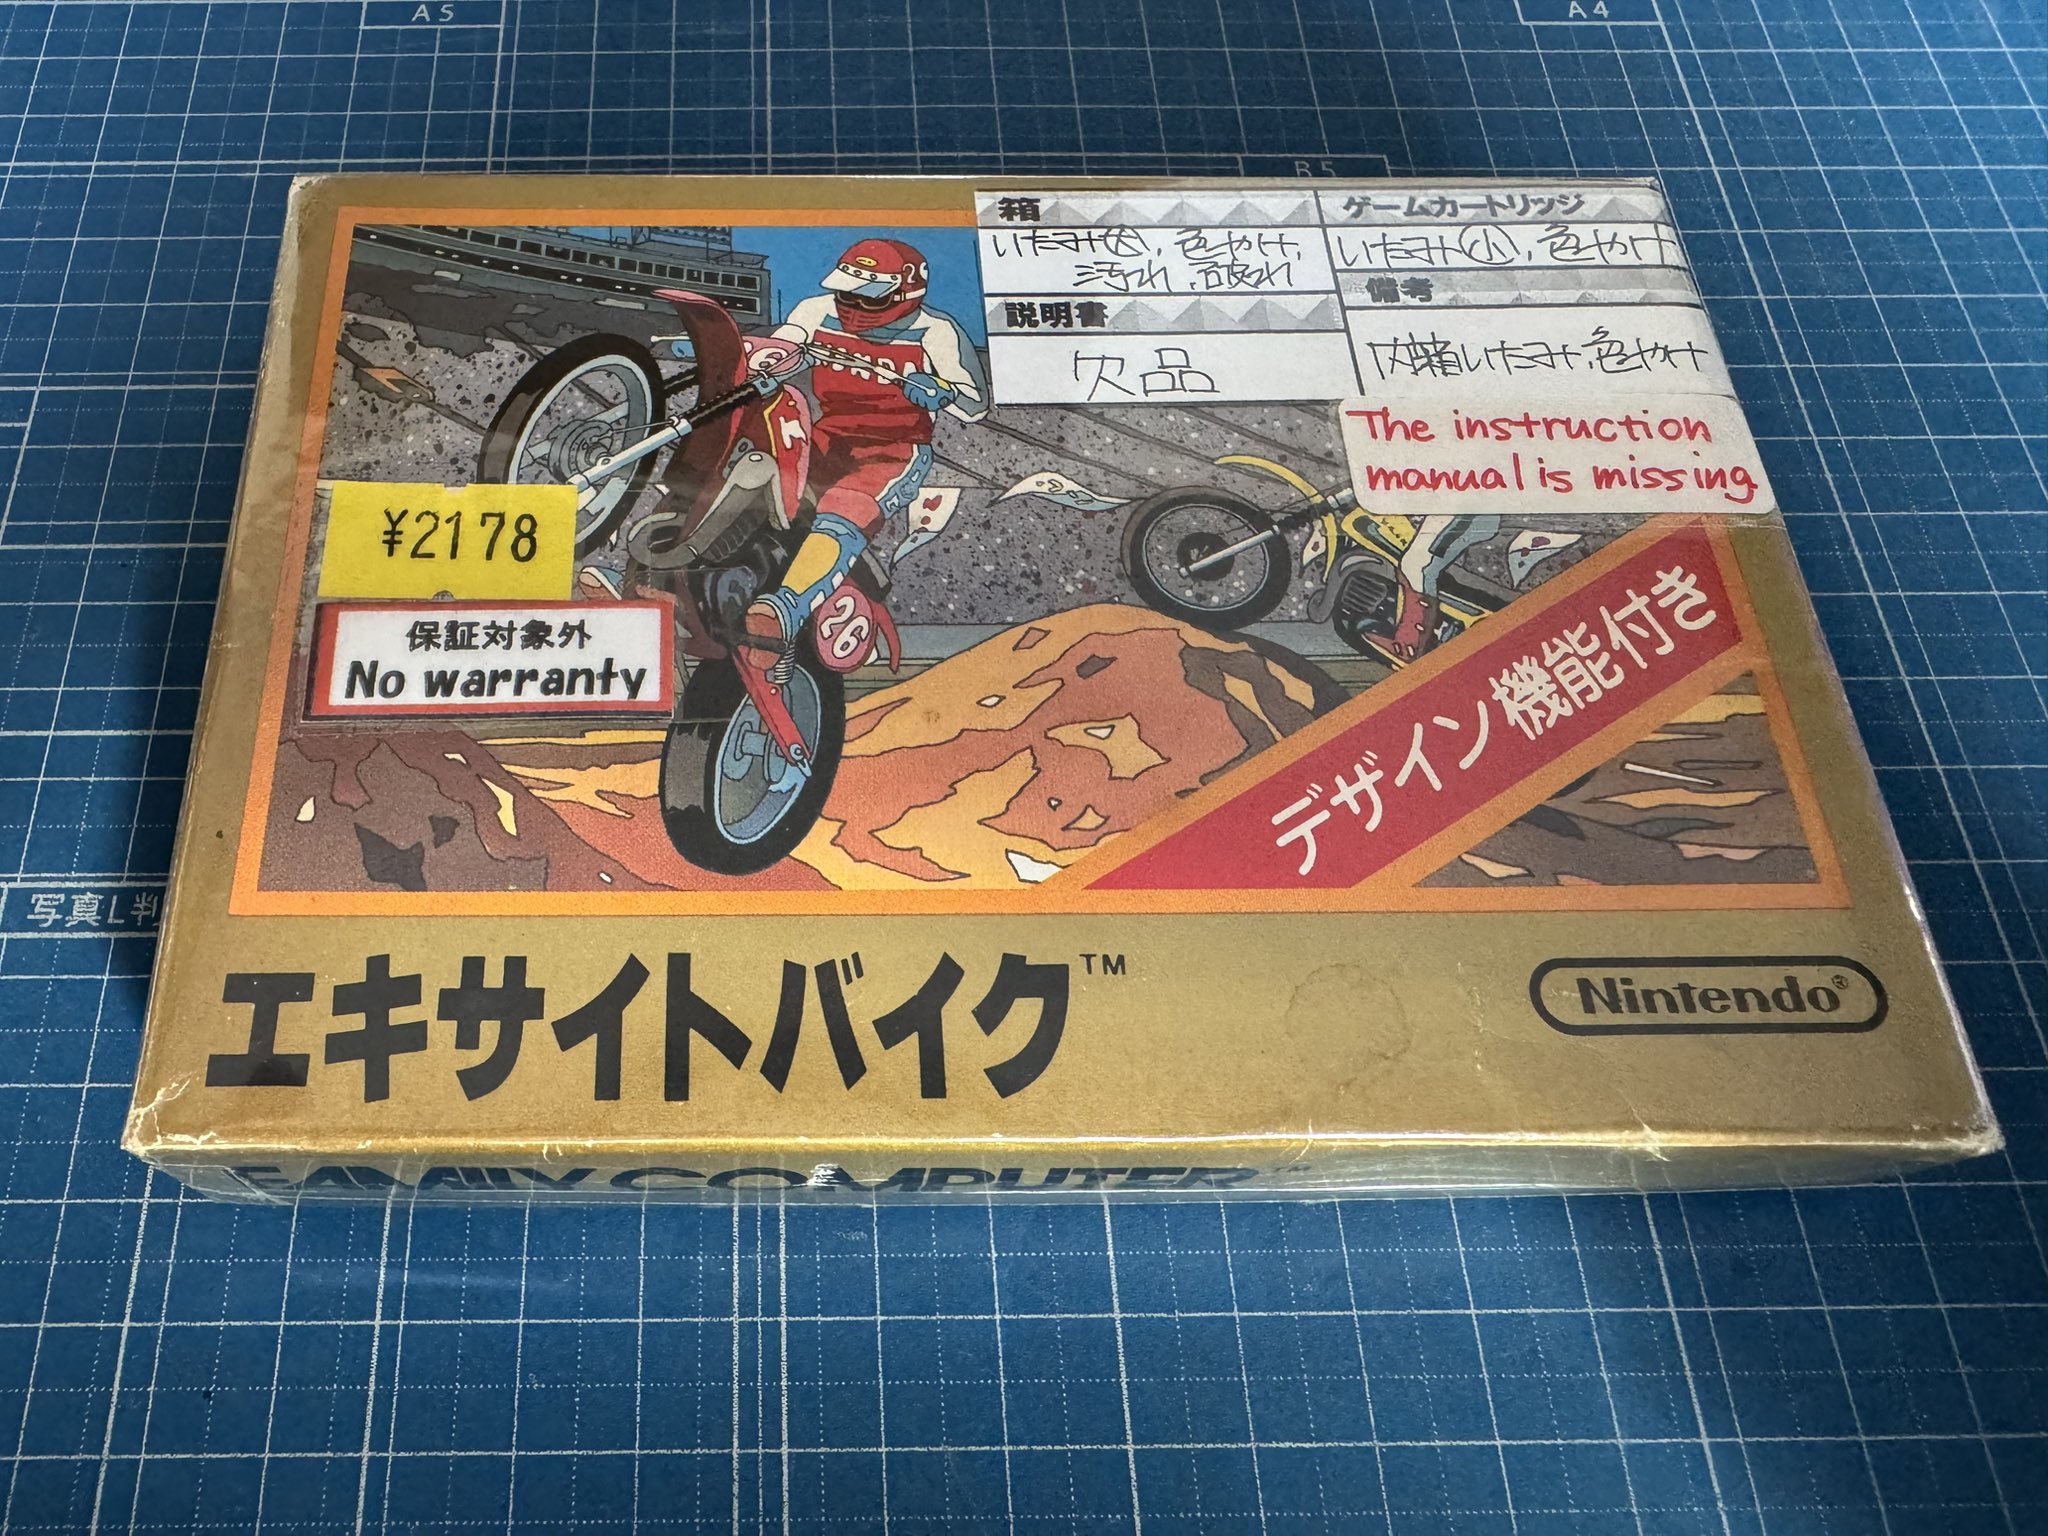 A5
A4
B5
箱
いたみ(大)、色やけ、
汚れ、破れ
ゲームカートリッジ
いたみ(小)、色やけ
説明書
欠品
備考
内箱いたみ、色やけ
The instruction
manual is missing
26
HONDA
¥2178
保証対象外
No warranty
26
デザイン機能付き
写真L判
エキサイトバイク™
Nintendo®
FAMILY COMPUTER™